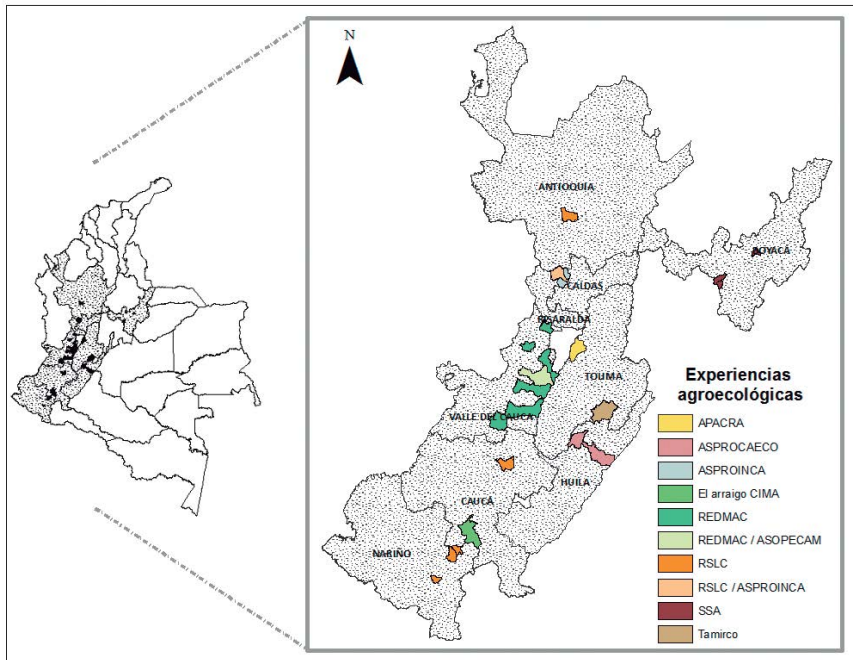 N
ANTIOQUIA
BOYACÁ
CALDAS
RISARALDA
TOLIMA
VALLE DEL CAUCA
HUILA
CAUCÁ
NARIÑO
Experiencias
agroecológicas
APACRA
ASPROCAECO
ASPROINCA
El arraigo CIMA
REDMAC
REDMAC / ASOPECAM
RSLC
RSLC / ASPROINCA
SSA
Tamirco